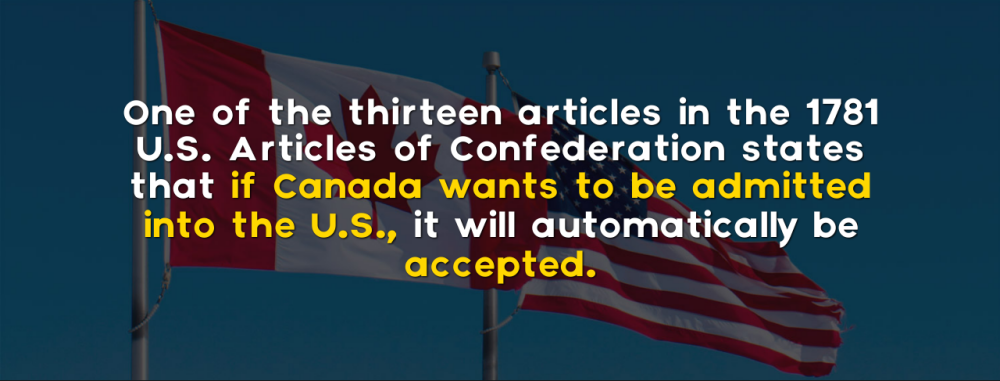 One of the thirteen articles in the 1781
U.S. Articles of Confederation states
that if Canada wants to be admitted
into the U.S., it will automatically be
accepted.